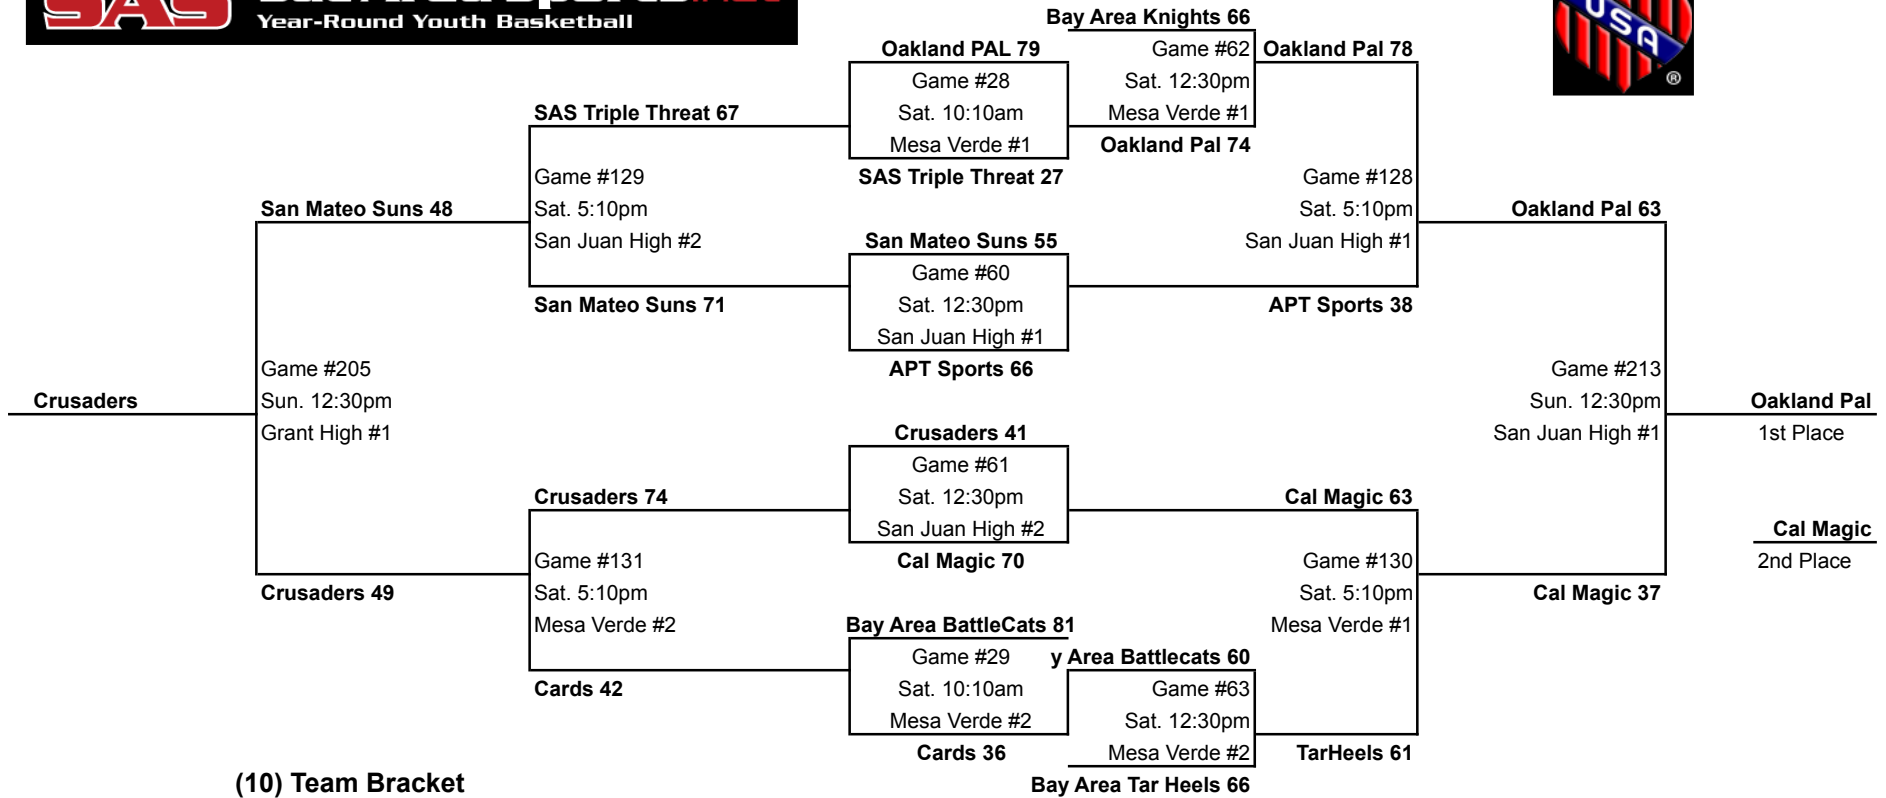 SAS
Year-Round Youth Basketball
USA
®
Bay Area Knights 66
Oakland PAL 79
Game #62
Oakland Pal 78
Game #28
Sat. 12:30pm
SAS Triple Threat 67
Sat. 10:10am
Mesa Verde #1
Mesa Verde #1
Oakland Pal 74
Game #129
SAS Triple Threat 27
Game #128
San Mateo Suns 48
Sat. 5:10pm
Sat. 5:10pm
Oakland Pal 63
San Juan High #2
San Mateo Suns 55
San Juan High #1
Game #60
San Mateo Suns 71
Sat. 12:30pm
APT Sports 38
San Juan High #1
Game #205
APT Sports 66
Game #213
Crusaders
Sun. 12:30pm
Sun. 12:30pm
Oakland Pal
Grant High #1
Crusaders 41
San Juan High #1
1st Place
Game #61
Crusaders 74
Sat. 12:30pm
Cal Magic 63
San Juan High #2
Cal Magic
Game #131
Cal Magic 70
Game #130
2nd Place
Crusaders 49
Sat. 5:10pm
Sat. 5:10pm
Cal Magic 37
Mesa Verde #2
Bay Area BattleCats 81
Mesa Verde #1
Game #29
y Area Battlecats 60
Cards 42
Sat. 10:10am
Game #63
Mesa Verde #2
Sat. 12:30pm
Cards 36
Mesa Verde #2
TarHeels 61
(10) Team Bracket
Bay Area Tar Heels 66